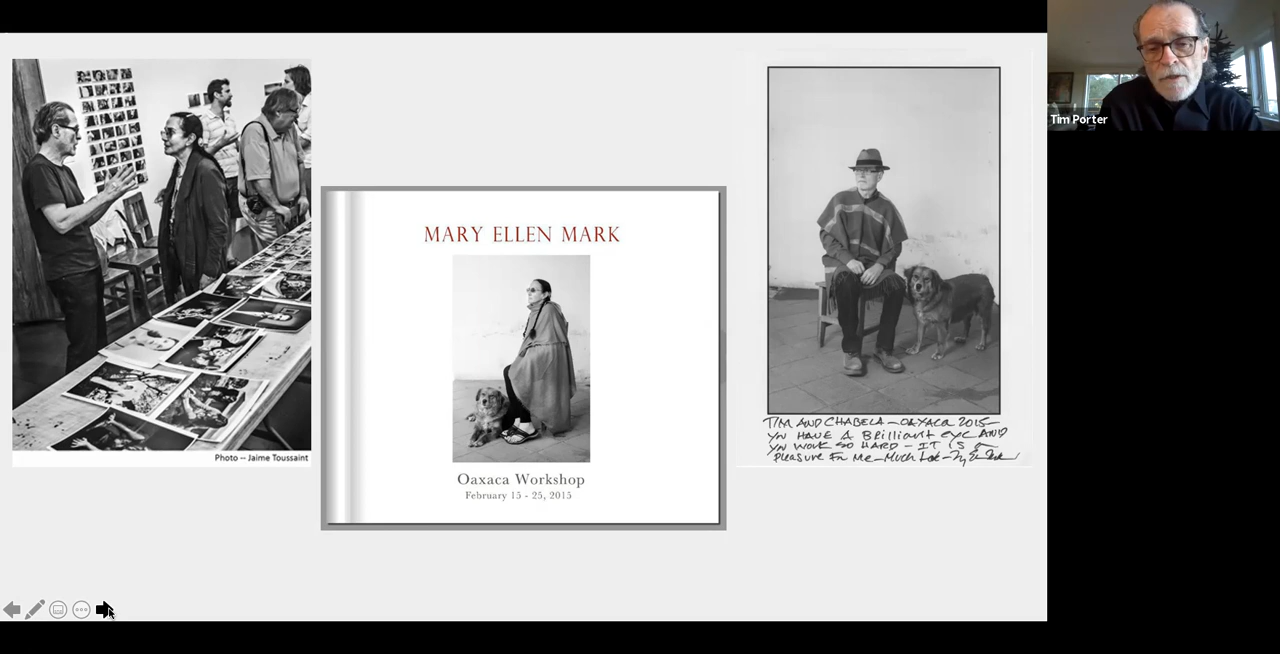 Tim Porter
Photo -- Jaime Toussaint
MARY ELLEN MARK
Oaxaca Workshop
February 15 - 25, 2015
TIM AND CHABELA - OAXACA 2015 -
YOU HAVE A BRILLIANT EYE AND
YOU WORK SO HARD - IT IS A
PLEASURE FOR ME - MUCH LOVE -